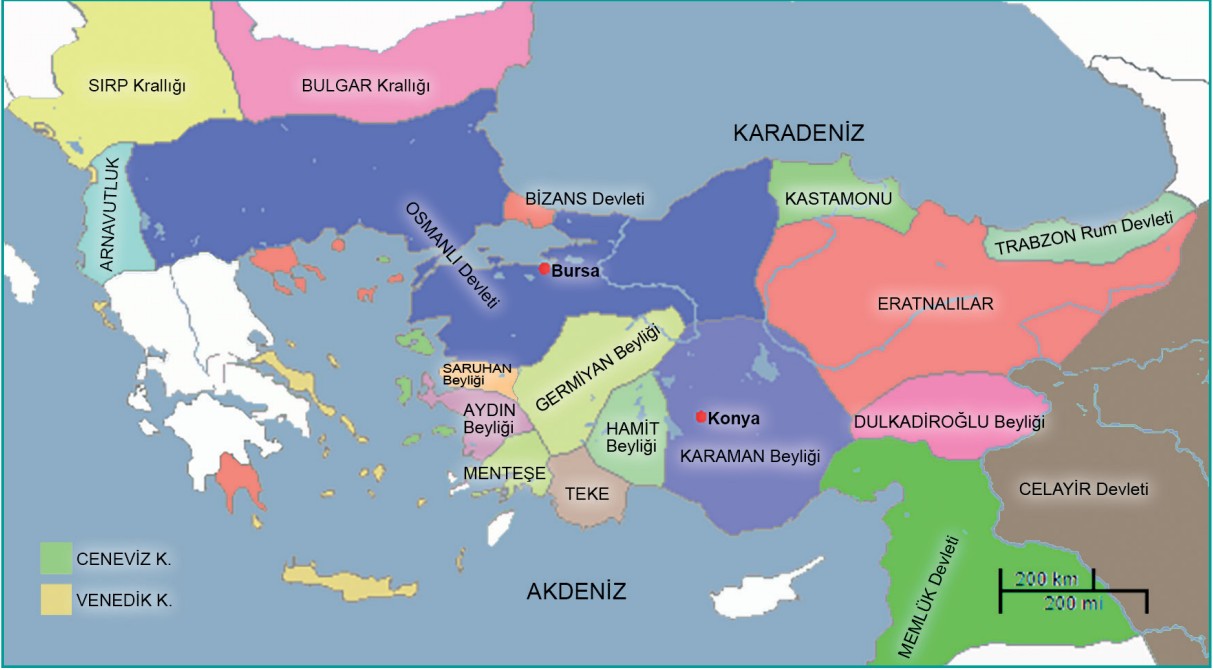 SIRP Krallığı
BULGAR Krallığı
KARADENİZ
ARNAVUTLUK
BİZANS Devleti
KASTAMONU
OSMANLI Devleti
TRABZON Rum Devleti
Bursa
ERATNALILAR
GERMİYAN Beyliği
SARUHAN
Beyliği
AYDIN
Beyliği
HAMİT
Beyliği
Konya
KARAMAN Beyliği
DULKADİROĞLU Beyliği
MENTEŞE
TEKE
CELAYİR Devleti
CENEVİZ K.
VENEDİK K.
AKDENİZ
MEMLÜK Devleti
200 km
200 mi